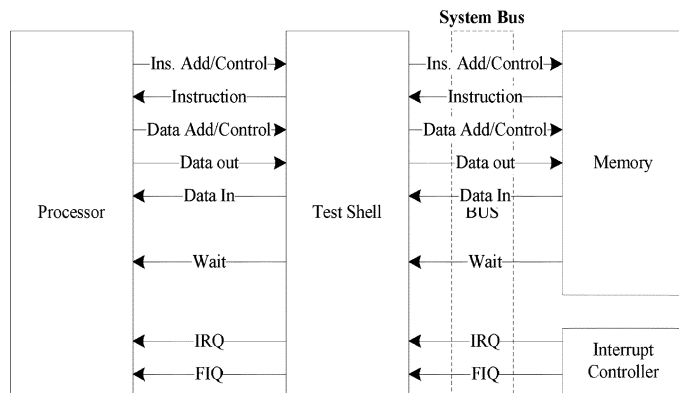 System Bus
Ins. Add/Control Ins. Add/Control
Instruction Instruction
Data Add/Control Data Add/Control
Data out Data out Memory
Data In Data In
Processor Test Shell BUS
Wait Wait
IRQ IRQ Interrupt
FIQ FIQ Controller